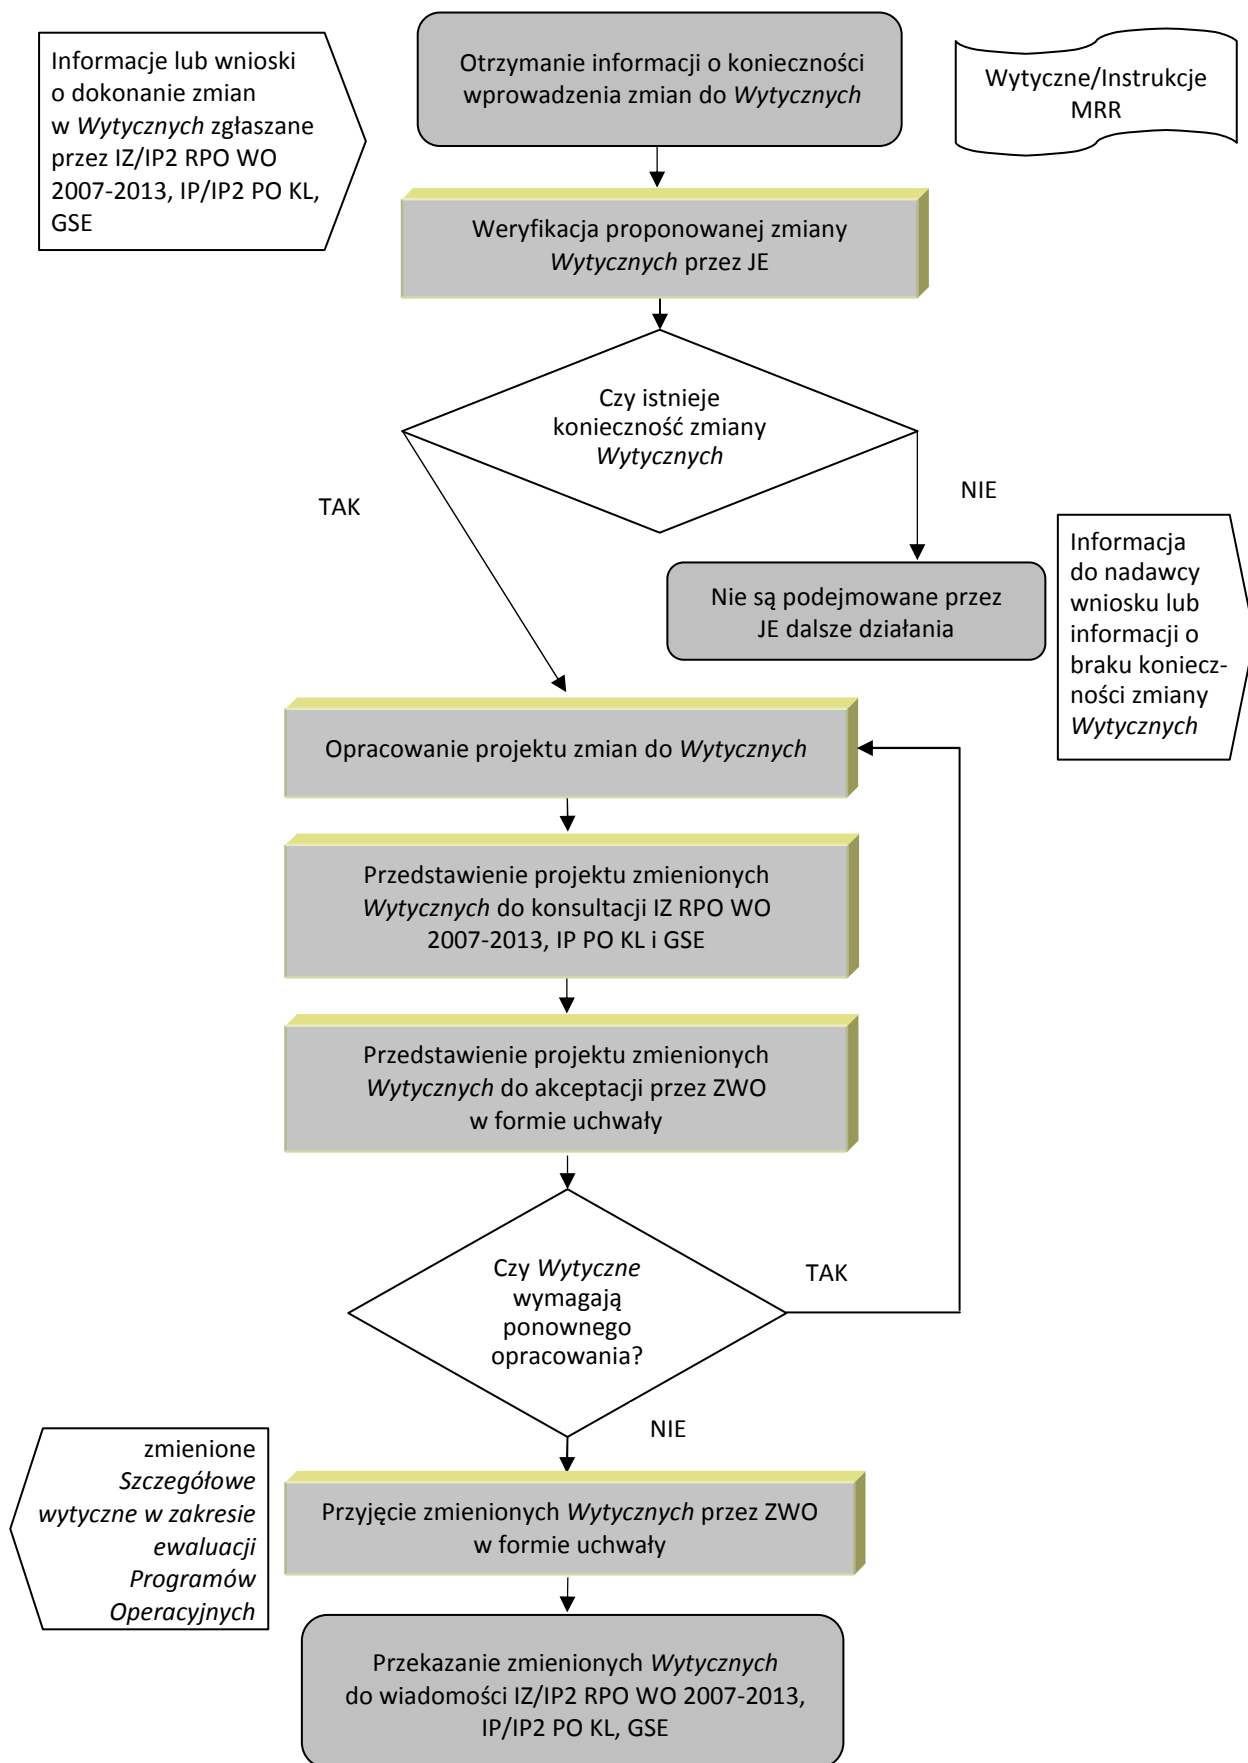 Informacje lub wnioski
o dokonanie zmian
w Wytycznych zgłaszane
przez IZ/IP2 RPO WO
2007-2013, IP/IP2 PO KL,
GSE
Otrzymanie informacji o konieczności
wprowadzenia zmian do Wytycznych
Wytyczne/Instrukcje
MRR
Weryfikacja proponowanej zmiany
Wytycznych przez JE
Czy istnieje
konieczność zmiany
Wytycznych
TAK
NIE
Nie są podejmowane przez
JE dalsze działania
Informacja
do nadawcy
wniosku lub
informacji o
braku koniecz-
ności zmiany
Wytycznych
Opracowanie projektu zmian do Wytycznych
Przedstawienie projektu zmienionych
Wytycznych do konsultacji IZ RPO WO
2007-2013, IP PO KL i GSE
Przedstawienie projektu zmienionych
Wytycznych do akceptacji przez ZWO
w formie uchwały
Czy Wytyczne
wymagają
ponownego
opracowania?
TAK
NIE
zmienione
Szczegółowe
wytyczne w zakresie
ewaluacji
Programów
Operacyjnych
Przyjęcie zmienionych Wytycznych przez ZWO
w formie uchwały
Przekazanie zmienionych Wytycznych
do wiadomości IZ/IP2 RPO WO 2007-2013,
IP/IP2 PO KL, GSE